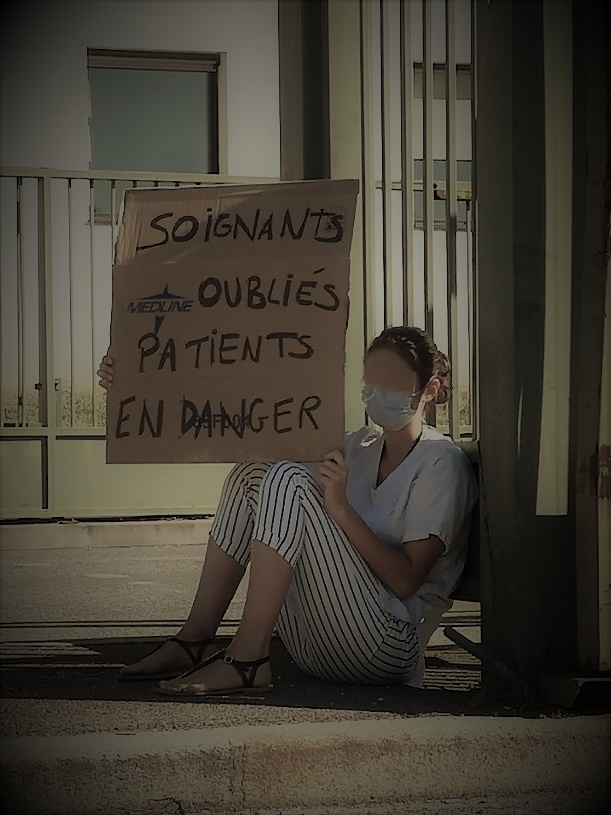 SOIGNANTS
MEDLINE OUBLIÉS
PATIENTS
EN DANGER